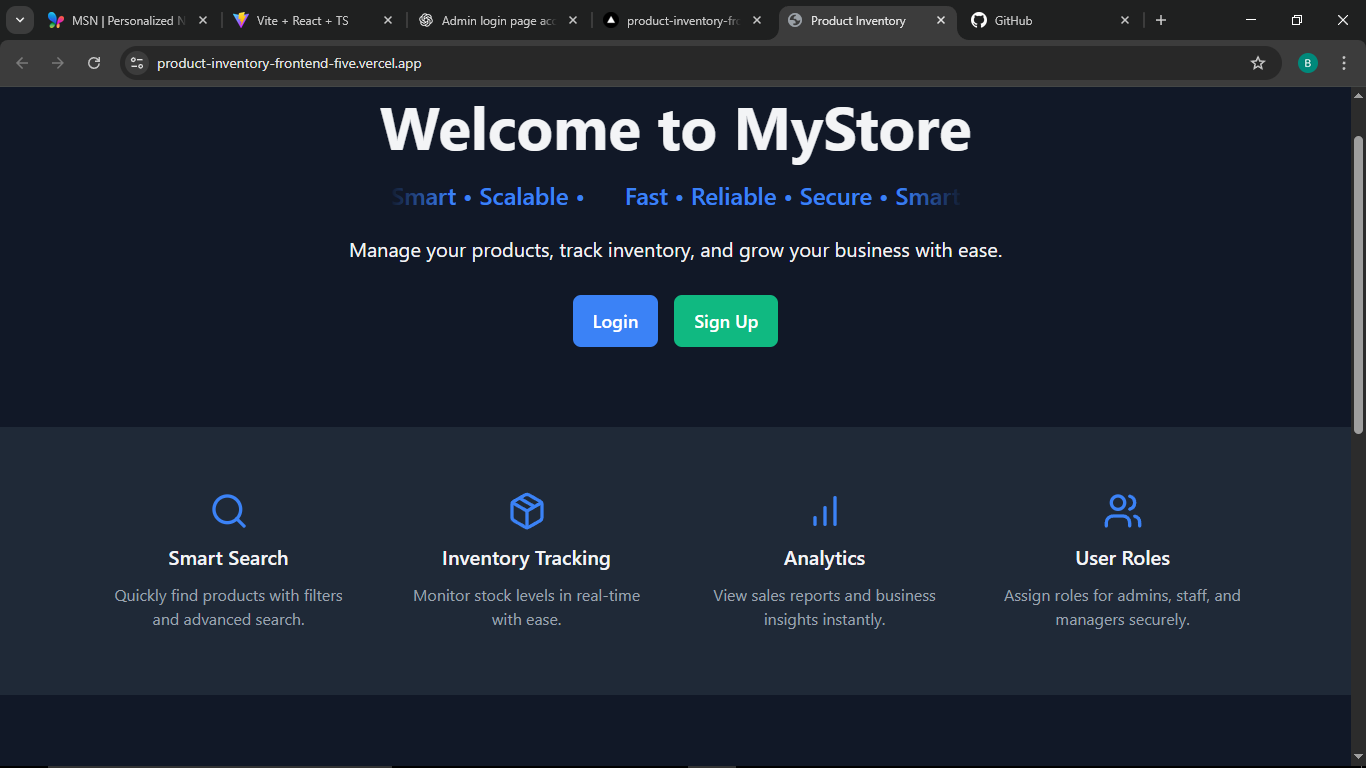 MSN | Personalized N
Vite + React + TS
Admin login page acc
product-inventory-fro
Product Inventory
GitHub
product-inventory-frontend-five.vercel.app
B
Welcome to MyStore
Smart • Scalable • Fast • Reliable • Secure • Smart
Manage your products, track inventory, and grow your business with ease.
Login
Sign Up
Smart Search
Quickly find products with filters
and advanced search.
Inventory Tracking
Monitor stock levels in real-time
with ease.
Analytics
View sales reports and business
insights instantly.
User Roles
Assign roles for admins, staff, and
managers securely.